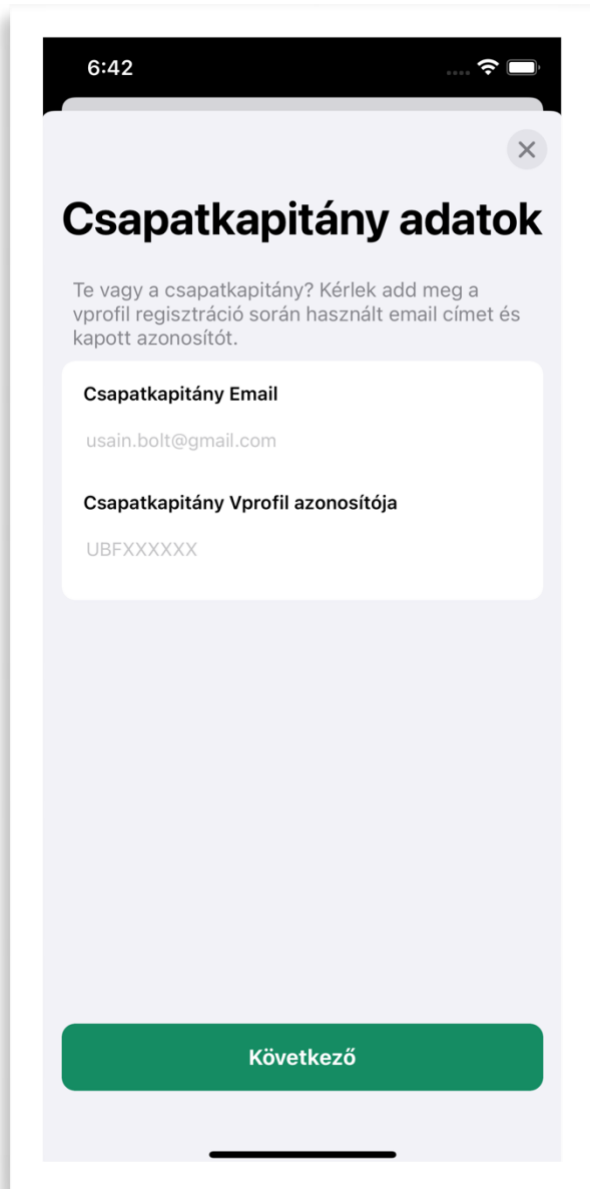 6:42
Csapatkapitány adatok
Te vagy a csapatkapitány? Kérlek add meg a
vprofil regisztráció során használt email címet és
kapott azonosítót.
Csapatkapitány Email
usain.bolt@gmail.com
Csapatkapitány Vprofil azonosítója
UBFXXXXXX
Következő